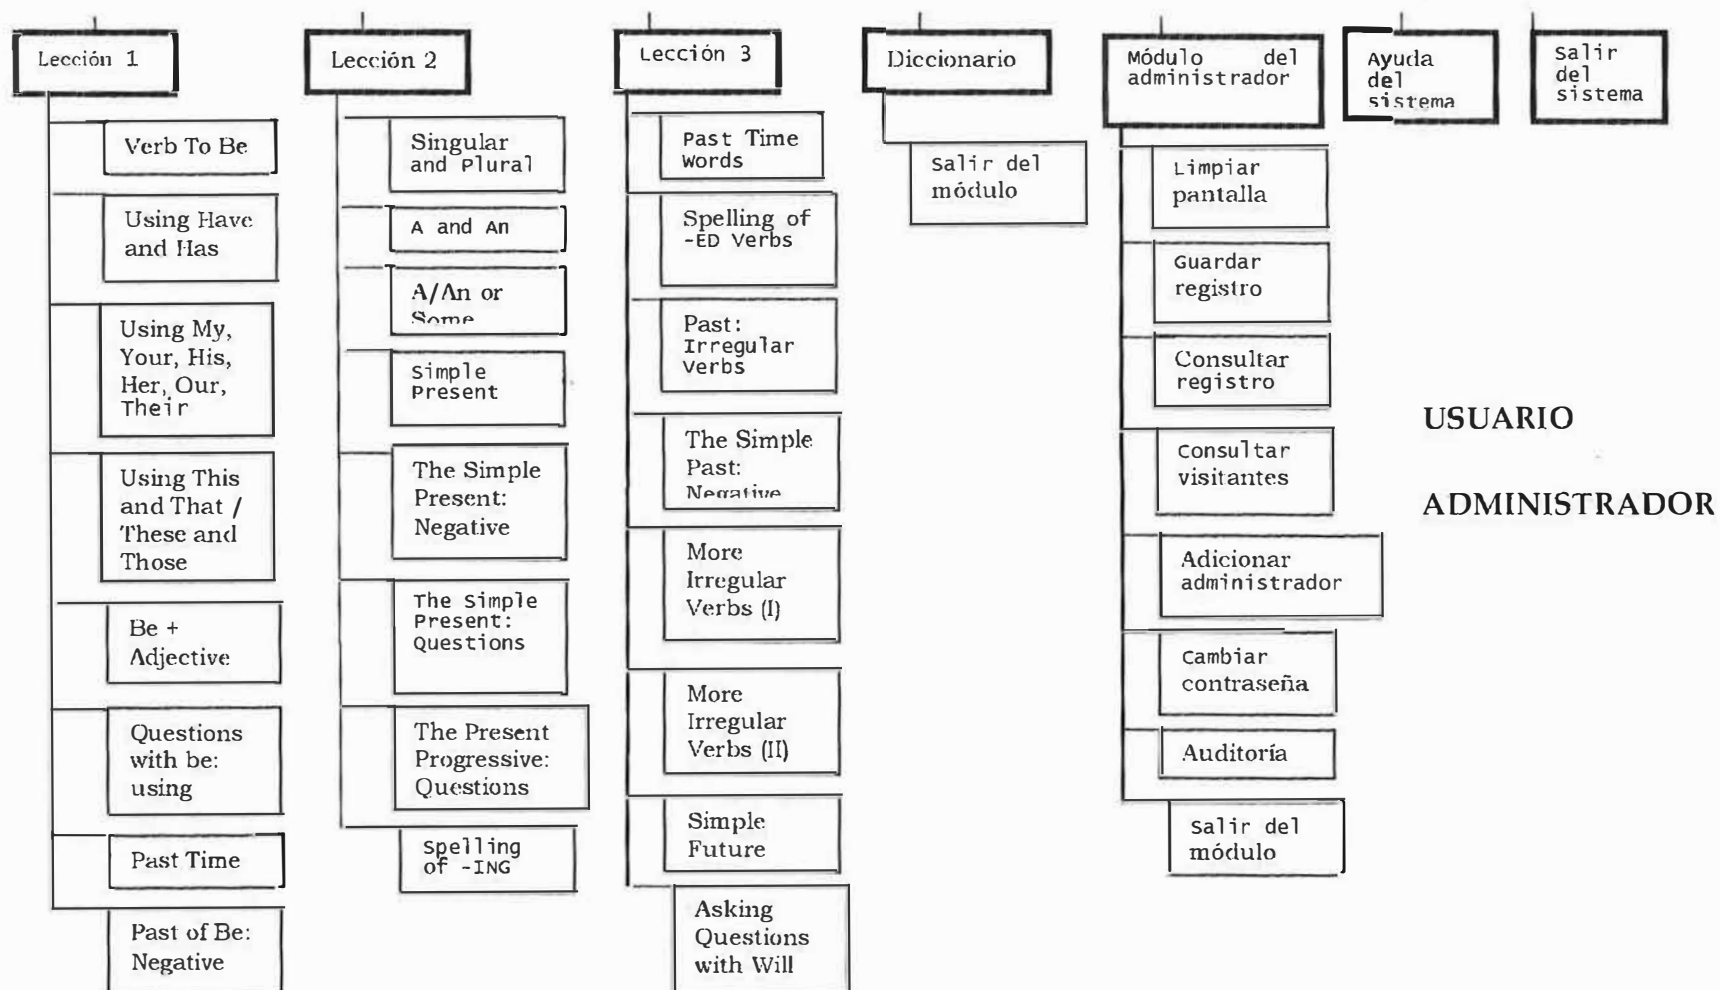 Lección 1
Verb To Be
Using Have
and Has
Using My,
Your, His,
Her, Our,
Their
Using This
and That /
These and
Those
Be +
Adjective
Questions
with be:
using
Past Time
Past of Be:
Negative
Lección 2
Singular
and Plural
A and An
A/An or
Some
Simple
Present
The Simple
Present:
Negative
The Simple
Present:
Questions
The Present
Progressive:
Questions
Spelling
of -ING
Lección 3
Past Time
Words
Spelling of
-ED Verbs
Past:
Irregular
Verbs
The Simple
Past:
Negative
More
Irregular
Verbs (I)
More
Irregular
Verbs (II)
Simple
Future
Asking
Questions
with Will
Diccionario
Salir del
módulo
Módulo del
administrador
Limpiar
pantalla
Guardar
registro
Consultar
registro
Consultar
visitantes
Adicionar
administrador
Cambiar
contraseña
Auditoría
Salir del
módulo
Ayuda
del
sistema
Salir
del
sistema
USUARIO
ADMINISTRADOR